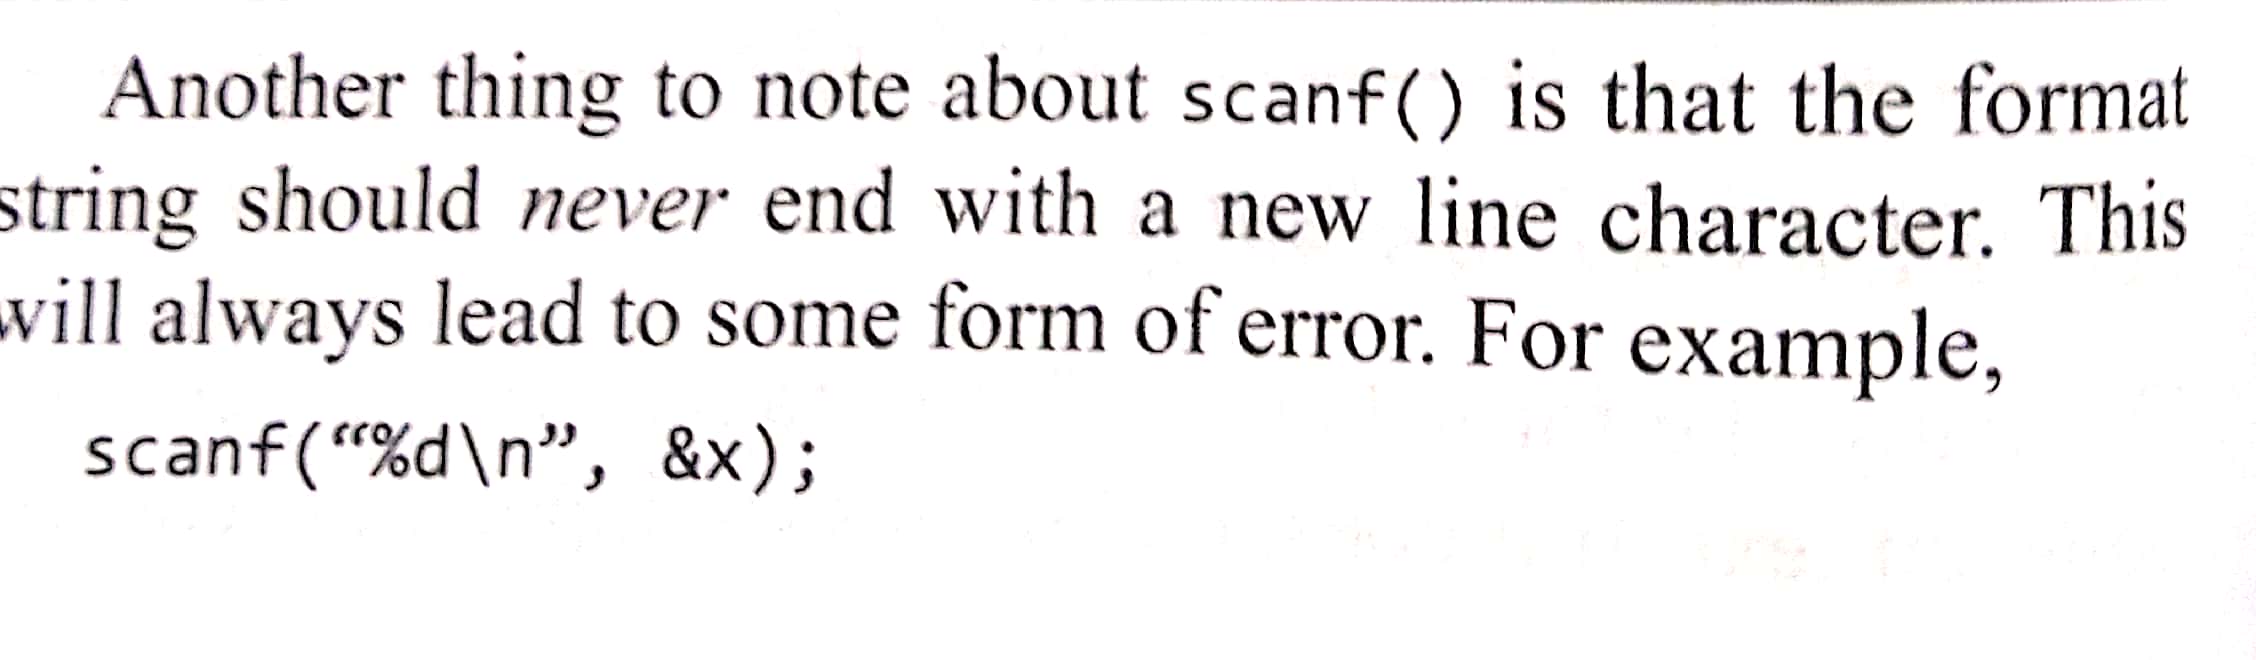 Another thing to note about scanf() is that the format
string should never end with a new line character. This
will always lead to some form of error. For example,
scanf(“%d\n”, &x);